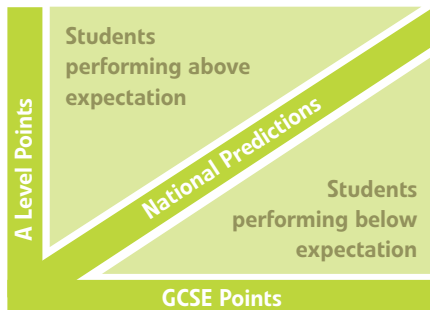 Students
performing above
expectation
A Level Points
National Predictions
Students
performing below
expectation
GCSE Points